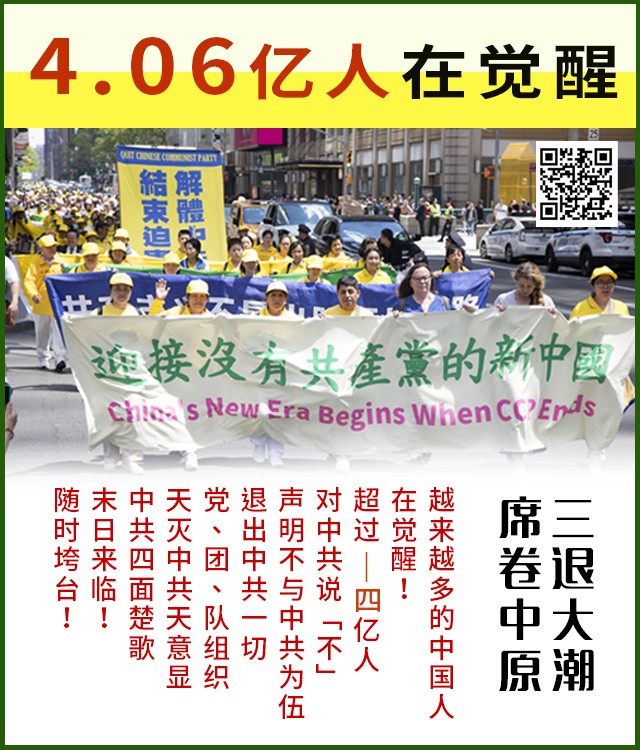 4.06亿人在觉醒
QUIT CHINESE COMMUNIST PARTY
解體
結束迫
迎接沒有共產黨的新中國
China's New Era Begins When CCP Ends
三退大潮
席卷中原
越来越多的中国人
在觉醒！
超过—四亿人
对中共说「不」
声明不与中共为伍
退出中共一切
党、团、队组织
天灭中共天意显
中共四面楚歌
末日来临！
随时垮台！